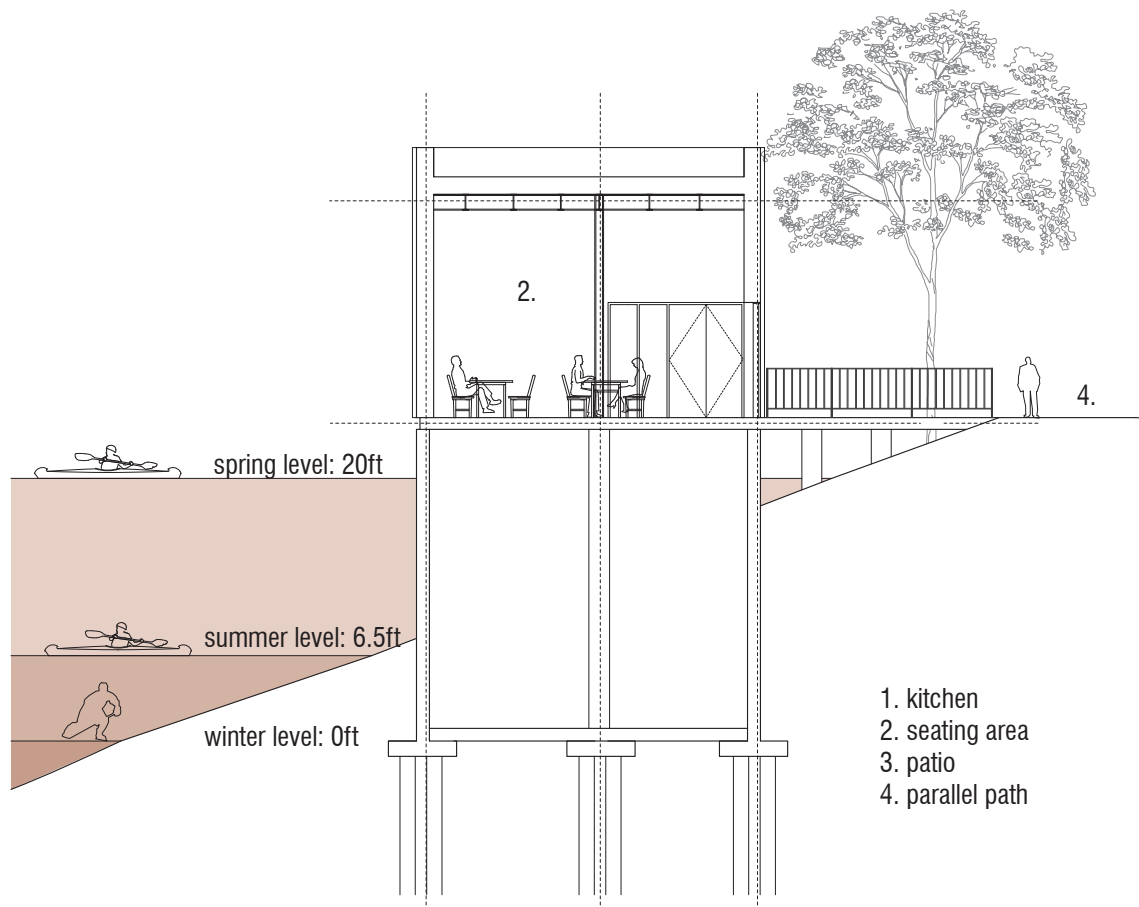 2.
4.
spring level: 20ft
summer level: 6.5ft
winter level: 0ft
1. kitchen
2. seating area
3. patio
4. parallel path